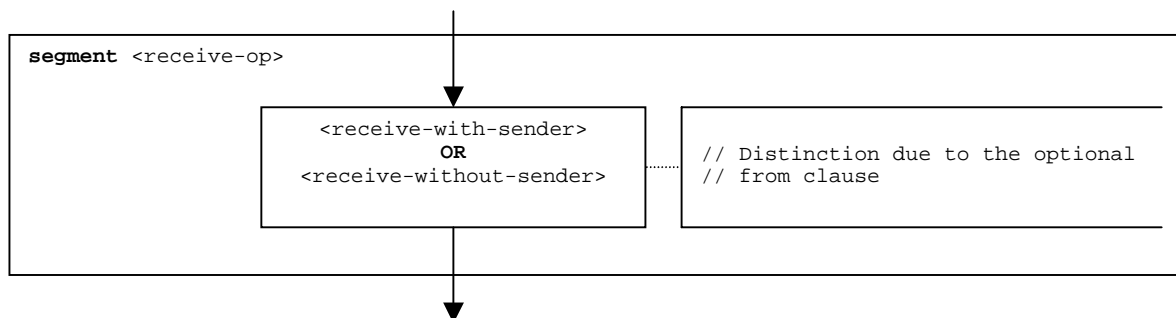 segment <receive-op>
<receive-with-sender>
OR
<receive-without-sender>
// Distinction due to the optional
// from clause